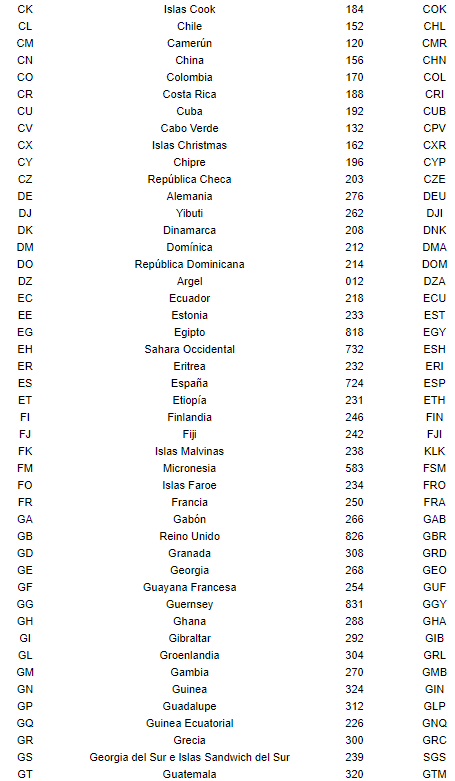 CK Islas Cook 184 COK
CL Chile 152 CHL
CM Camerún 120 CMR
CN China 156 CHN
CO Colombia 170 COL
CR Costa Rica 188 CRI
CU Cuba 192 CUB
CV Cabo Verde 132 CPV
CX Islas Christmas 162 CXR
CY Chipre 196 CYP
CZ República Checa 203 CZE
DE Alemania 276 DEU
DJ Yibuti 262 DJI
DK Dinamarca 208 DNK
DM Domínica 212 DMA
DO República Dominicana 214 DOM
DZ Argel 012 DZA
EC Ecuador 218 ECU
EE Estonia 233 EST
EG Egipto 818 EGY
EH Sahara Occidental 732 ESH
ER Eritrea 232 ERI
ES España 724 ESP
ET Etiopía 231 ETH
FI Finlandia 246 FIN
FJ Fiji 242 FJI
FK Islas Malvinas 238 KLK
FM Micronesia 583 FSM
FO Islas Faroe 234 FRO
FR Francia 250 FRA
GA Gabón 266 GAB
GB Reino Unido 826 GBR
GD Granada 308 GRD
GE Georgia 268 GEO
GF Guayana Francesa 254 GUF
GG Guernsey 831 GGY
GH Ghana 288 GHA
GI Gibraltar 292 GIB
GL Groenlandia 304 GRL
GM Gambia 270 GMB
GN Guinea 324 GIN
GP Guadalupe 312 GLP
GQ Guinea Ecuatorial 226 GNQ
GR Grecia 300 GRC
GS Georgia del Sur e Islas Sandwich del Sur 239 SGS
GT Guatemala 320 GTM